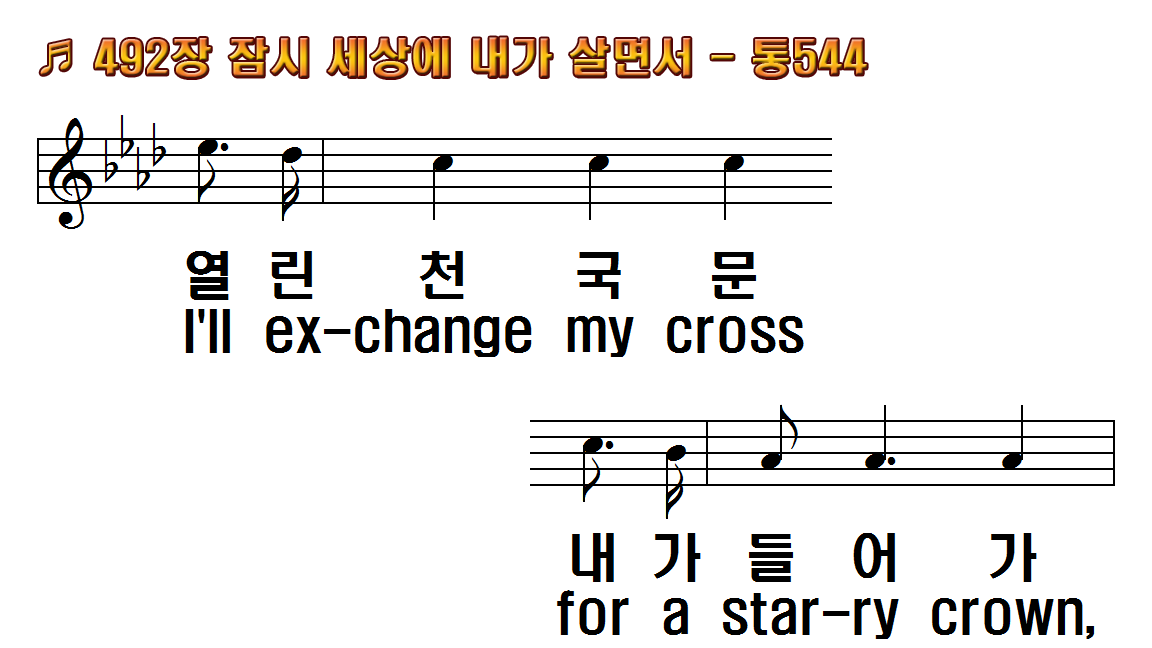 ♬ 492장 잠시 세상에 내가 살면서 - 통544
열 린 천 국 문
I'll ex-change my cross
내 가 들 어 가
for a star-ry crown,